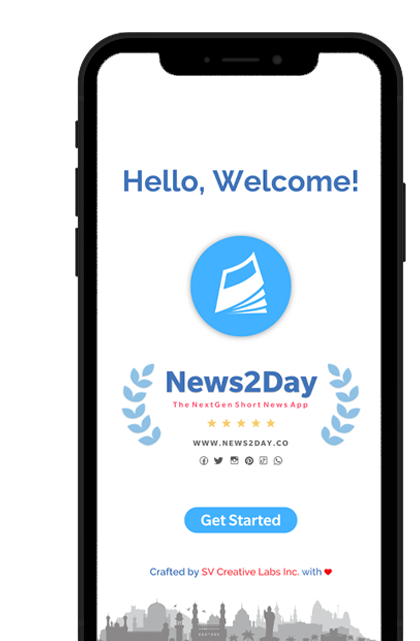 Hello, Welcome!
News2Day
The NextGen Short News App
WWW.NEWS2DAY.CO
Get Started
Crafted by SV Creative Labs Inc. with